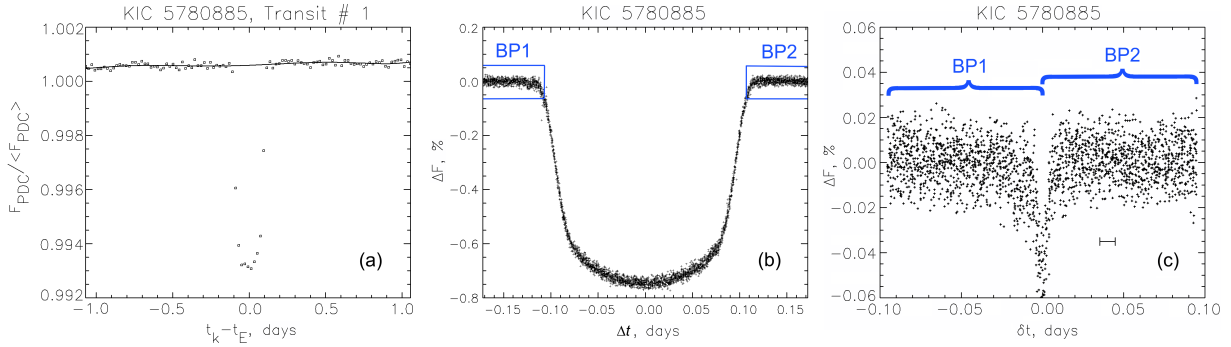 KIC 5780885, Transit # 1
1.002
1.000
0.998
0.996
0.994
0.992
F_PDC/<F_PDC>
(a)
-1.0 -0.5 0.0 0.5 1.0
t_k-t_E, days
KIC 5780885
BP1 BP2
0.2
0.0
-0.2
-0.4
-0.6
-0.8
ΔF, %
(b)
-0.15 -0.10 -0.05 0.00 0.05 0.10 0.15
Δt, days
KIC 5780885
BP1 BP2
0.06
0.04
0.02
0.00
-0.02
-0.04
-0.06
ΔF, %
(c)
-0.10 -0.05 0.00 0.05 0.10
δt, days